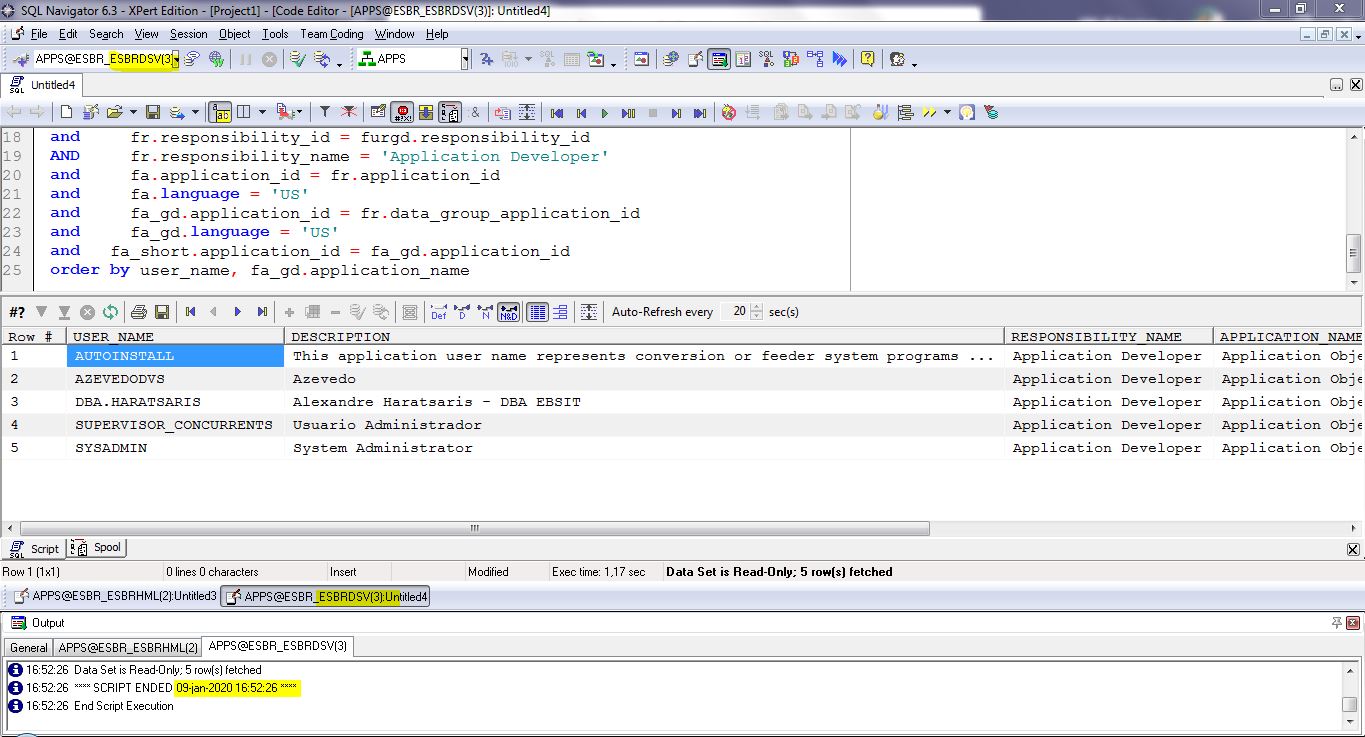 SQL Navigator 6.3 - XPert Edition - [Project1] - [Code Editor - [APPS@ESBR_ESBRDSV(3)]: Untitled4]
File Edit Search View Session Object Tools Team Coding Window Help
APPS@ESBR_ESBRDSV(3 APPS
Untitled4
18 and fr.responsibility_id = furgd.responsibility_id
19 AND fr.responsibility_name = 'Application Developer'
20 and fa.application_id = fr.application_id
21 and fa.language = 'US'
22 and fa_gd.application_id = fr.data_group_application_id
23 and fa_gd.language = 'US'
24 and fa_short.application_id = fa_gd.application_id
25 order by user_name, fa_gd.application_name
#? Def D N N&D Auto-Refresh every 20 sec(s)
Row # USER_NAME DESCRIPTION RESPONSIBILITY_NAME APPLICATION_NAME
1 AUTOINSTALL This application user name represents conversion or feeder system programs ... Application Developer Application Obje
2 AZEVEDODVS Azevedo Application Developer Application Obje
3 DBA.HARATSARIS Alexandre Haratsaris - DBA EBSIT Application Developer Application Obje
4 SUPERVISOR_CONCURRENTS Usuario Administrador Application Developer Application Obje
5 SYSADMIN System Administrator Application Developer Application Obje
Script Spool
Row 1 (1x1) 0 lines 0 characters Insert Modified Exec time: 1,17 sec Data Set is Read-Only; 5 row(s) fetched
APPS@ESBR_ESBRHML(2):Untitled3 APPS@ESBR_ESBRDSV(3):Untitled4
Output
General APPS@ESBR_ESBRHML(2) APPS@ESBR_ESBRDSV(3)
16:52:26 Data Set is Read-Only; 5 row(s) fetched
16:52:26 **** SCRIPT ENDED 09-jan-2020 16:52:26 ****
16:52:26 End Script Execution